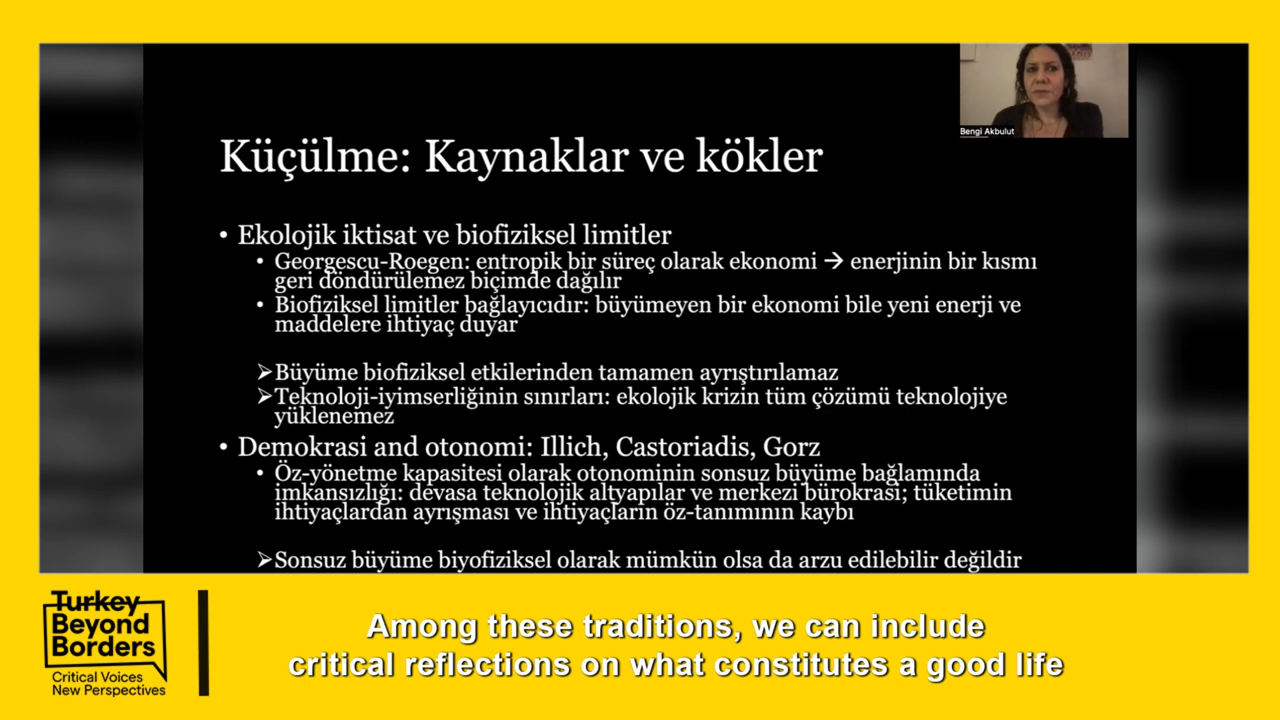 Bengi Akbulut
Küçülme: Kaynaklar ve kökler
• Ekolojik iktisat ve biofiziksel limitler
• Georgescu-Roegen: entropik bir süreç olarak ekonomi → enerjinin bir kısmı
geri döndürülemez biçimde dağılır
• Biofiziksel limitler bağlayıcıdır: büyümeyen bir ekonomi bile yeni enerji ve
maddelere ihtiyaç duyar
➢Büyüme biofiziksel etkilerinden tamamen ayrıştırılamaz
➢Teknoloji-iyimserliğinin sınırları: ekolojik krizin tüm çözümü teknolojiye
yüklenemez
• Demokrasi and otonomi: Illich, Castoriadis, Gorz
• Öz-yönetme kapasitesi olarak otonominin sonsuz büyüme bağlamında
imkansızlığı: devasa teknolojik altyapılar ve merkezi bürokrasi; tüketimin
ihtiyaçlardan ayrışması ve ihtiyaçların öz-tanımının kaybı
➢Sonsuz büyüme biyofiziksel olarak mümkün olsa da arzu edilebilir değildir
Turkey
Beyond
Borders
Critical Voices
New Perspectives
Among these traditions, we can include
critical reflections on what constitutes a good life